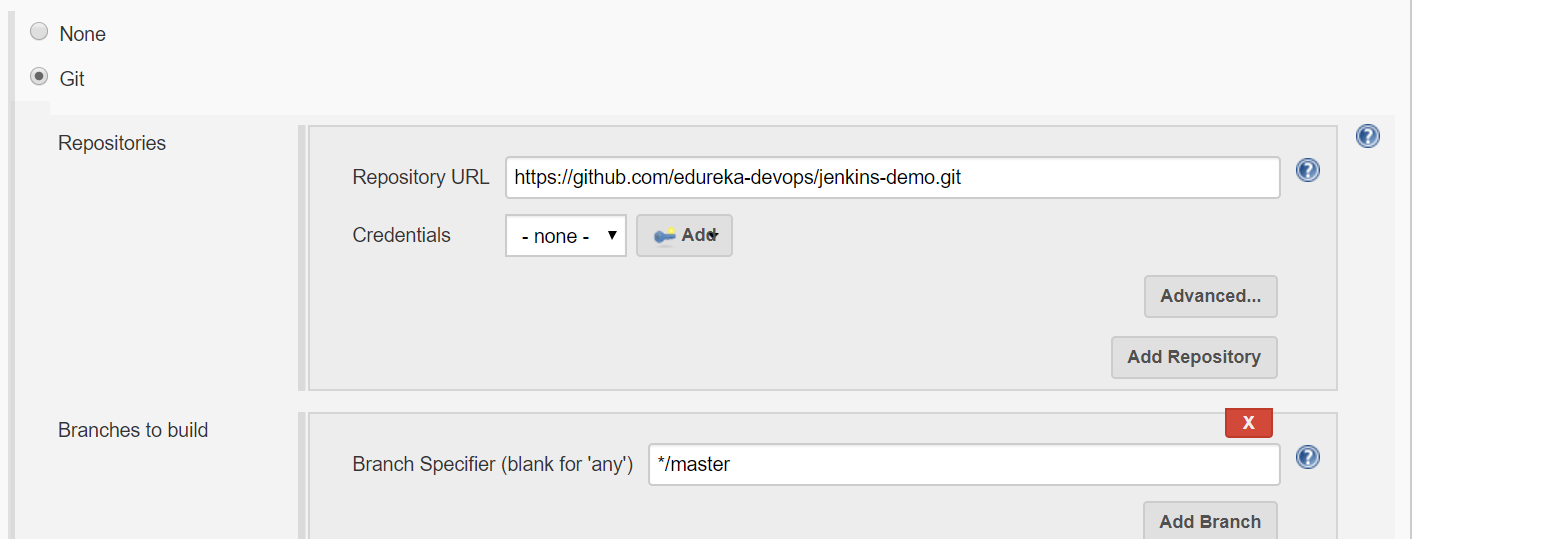 None
Git
Repositories
Repository URL https://github.com/edureka-devops/jenkins-demo.git
Credentials - none - Add
Advanced...
Add Repository
Branches to build
X
Branch Specifier (blank for 'any') */master
Add Branch